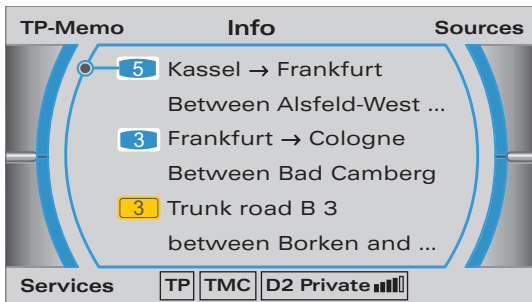 TP-Memo Info Sources
5 Kassel → Frankfurt
Between Alsfeld-West ...
3 Frankfurt → Cologne
Between Bad Camberg
3 Trunk road B 3
between Borken and ...
Services TP TMC D2 Private